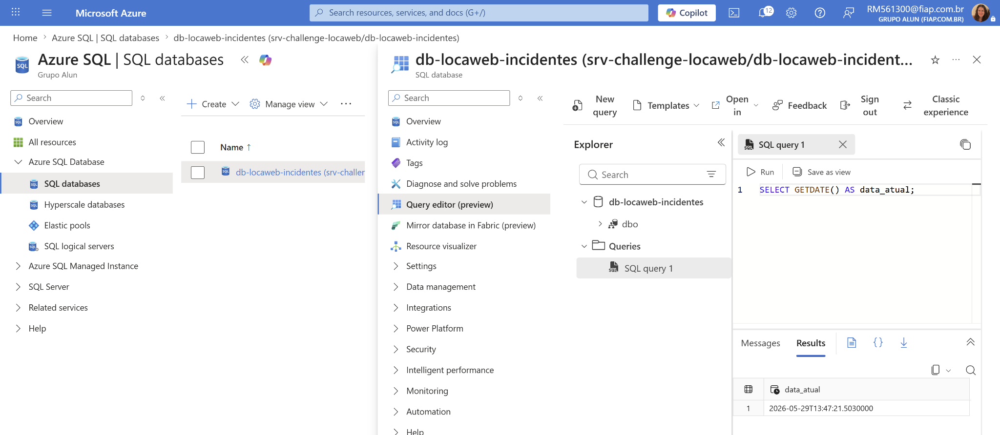 Microsoft Azure
Search resources, services, and docs (G+/)
Copilot
12
RM561300@fiap.com.br
GRUPO ALUN (FIAP.COM.BR)
Home > Azure SQL | SQL databases > db-locaweb-incidentes (srv-challenge-locaweb/db-locaweb-incidentes)
Azure SQL | SQL databases
Grupo Alun
Search
Create
Manage view
Overview
All resources
Azure SQL Database
SQL databases
Hyperscale databases
Elastic pools
SQL logical servers
Azure SQL Managed Instance
SQL Server
Related services
Help
Name ↑
db-locaweb-incidentes (srv-challer
db-locaweb-incidentes (srv-challenge-locaweb/db-locaweb-incident...
SQL database
Search
Overview
Activity log
Tags
Diagnose and solve problems
Query editor (preview)
Mirror database in Fabric (preview)
Resource visualizer
Settings
Data management
Integrations
Power Platform
Security
Intelligent performance
Monitoring
Automation
Help
New query
Templates
Open in
Feedback
Sign out
Classic experience
Explorer
Search
db-locaweb-incidentes
dbo
Queries
SQL query 1
SQL query 1
Run
Save as view
1 SELECT GETDATE() AS data_atual;
Messages
Results
data_atual
1 2026-05-29T13:47:21.5030000